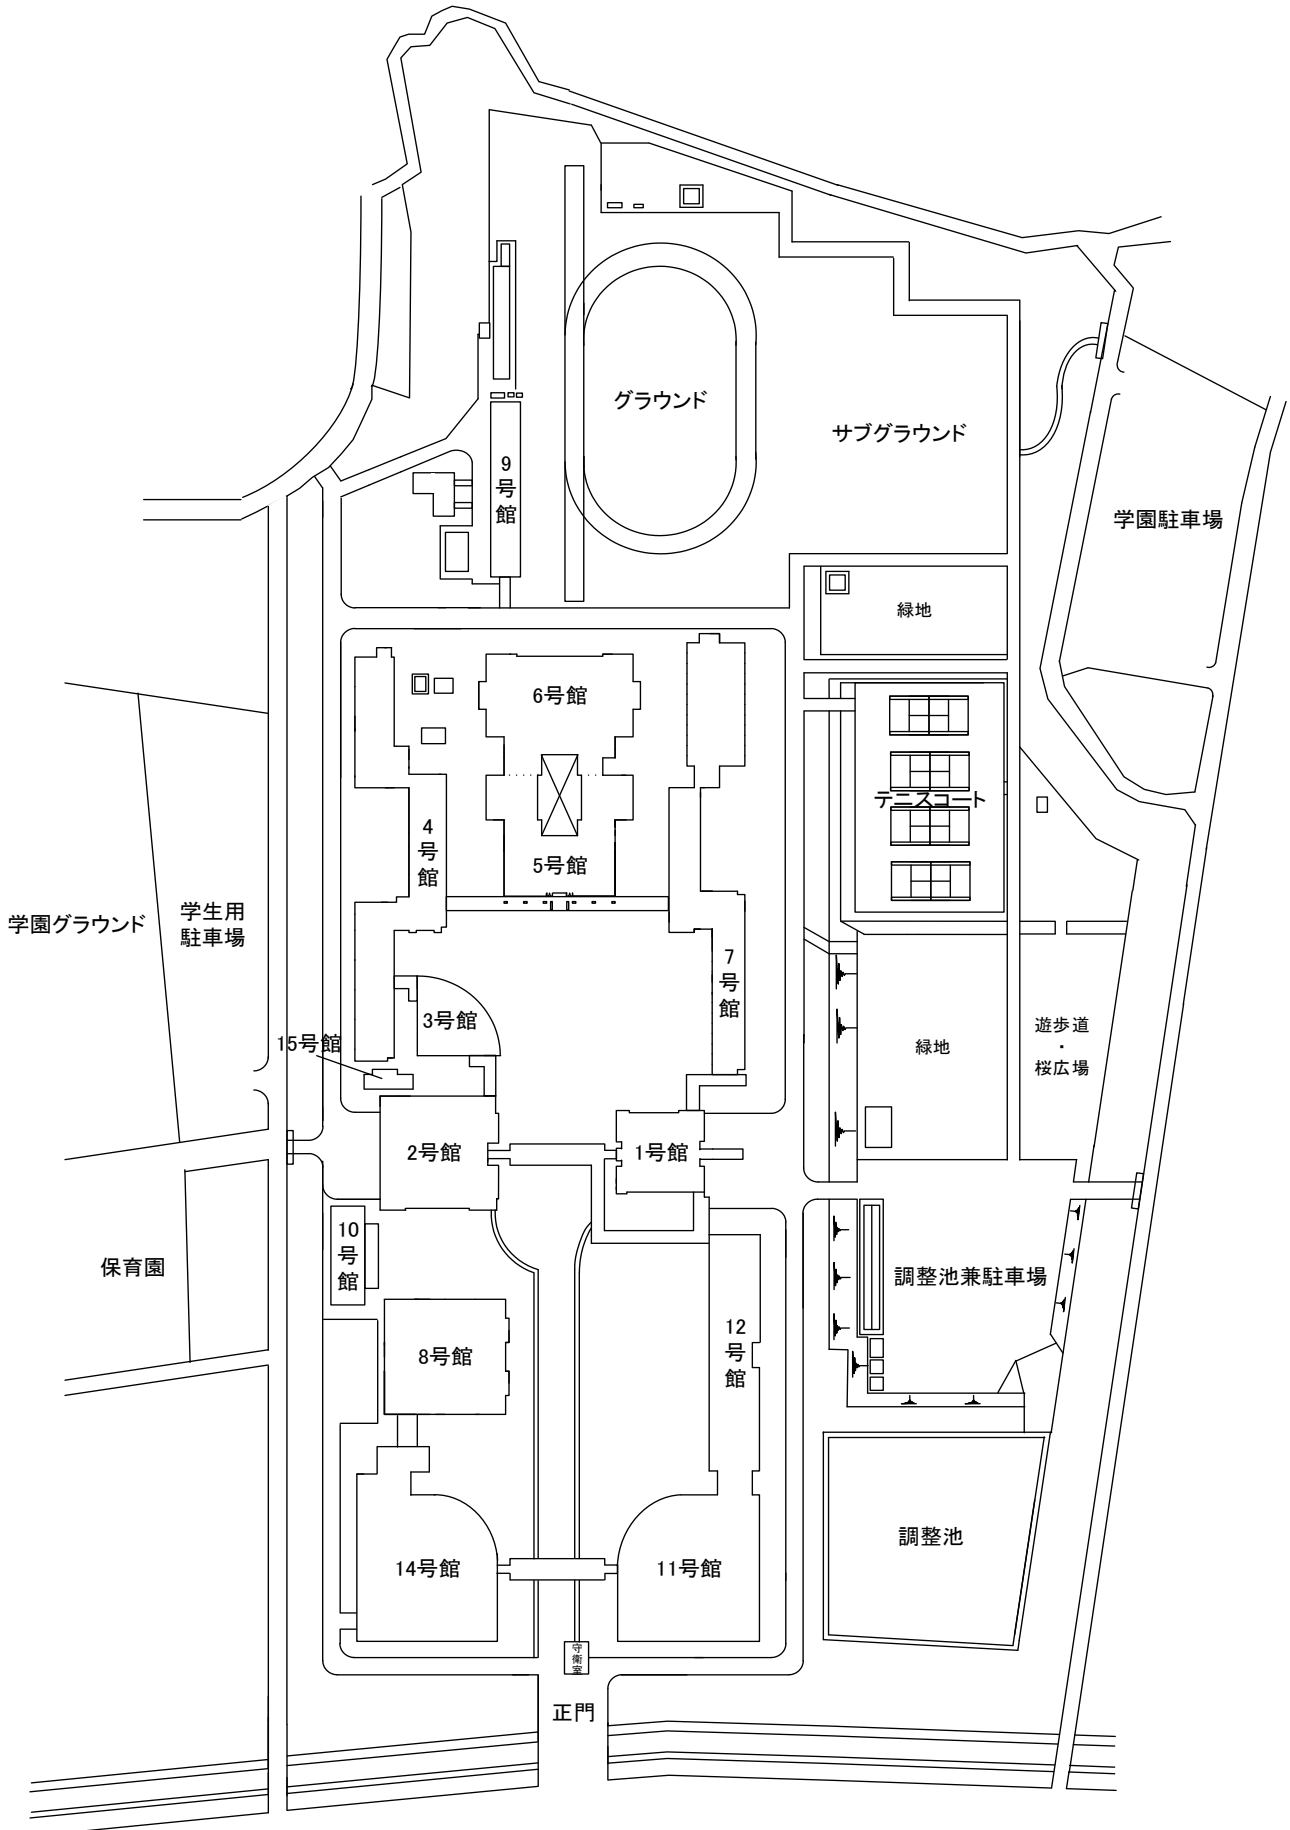 グラウンド
サブグラウンド
9号館
学園駐車場
緑地
6号館
テニスコート
4号館
5号館
学園グラウンド
学生用
駐車場
7号館
3号館
15号館
緑地
遊歩道
・
桜広場
2号館
1号館
10号館
保育園
調整池兼駐車場
12号館
8号館
調整池
14号館
11号館
守衛室
正門